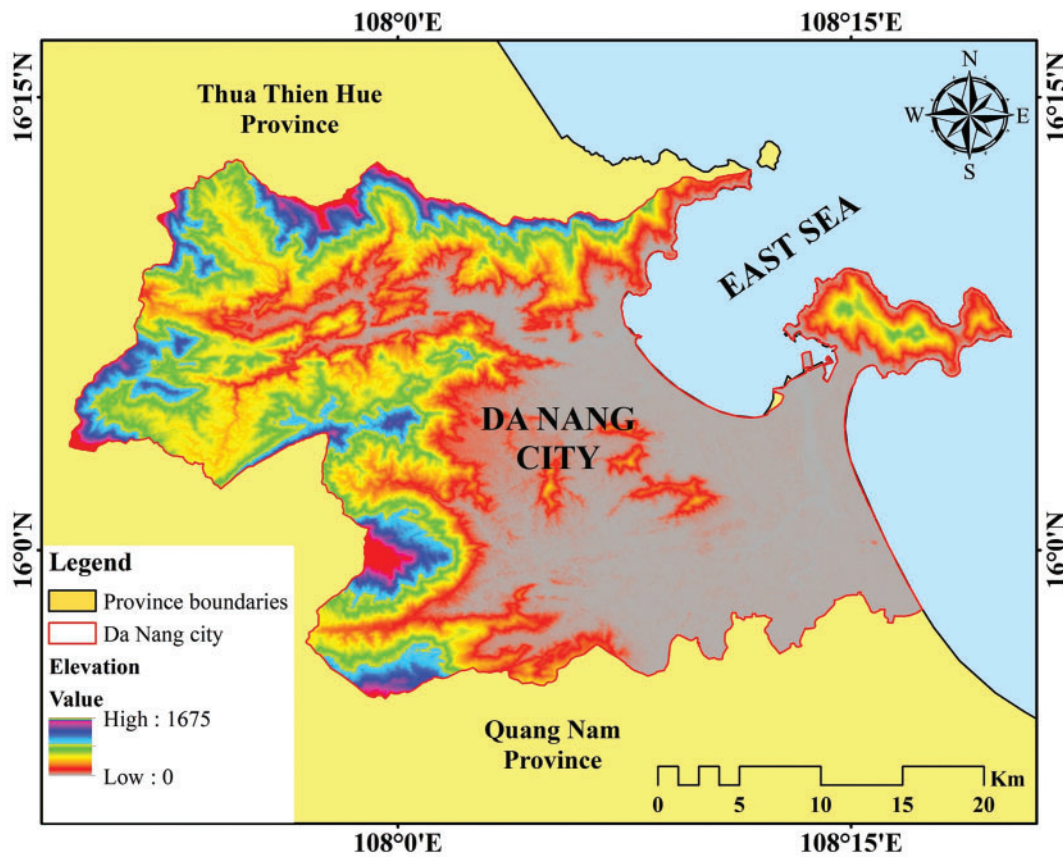 108°0'E
108°15'E
16°15'N
16°15'N
Thua Thien Hue
Province
N
W
E
S
EAST SEA
DA NANG
CITY
16°0'N
16°0'N
Legend
Province boundaries
Da Nang city
Elevation
Value
High : 1675
Low : 0
Quang Nam
Province
Km
0 5 10 15 20
108°0'E
108°15'E